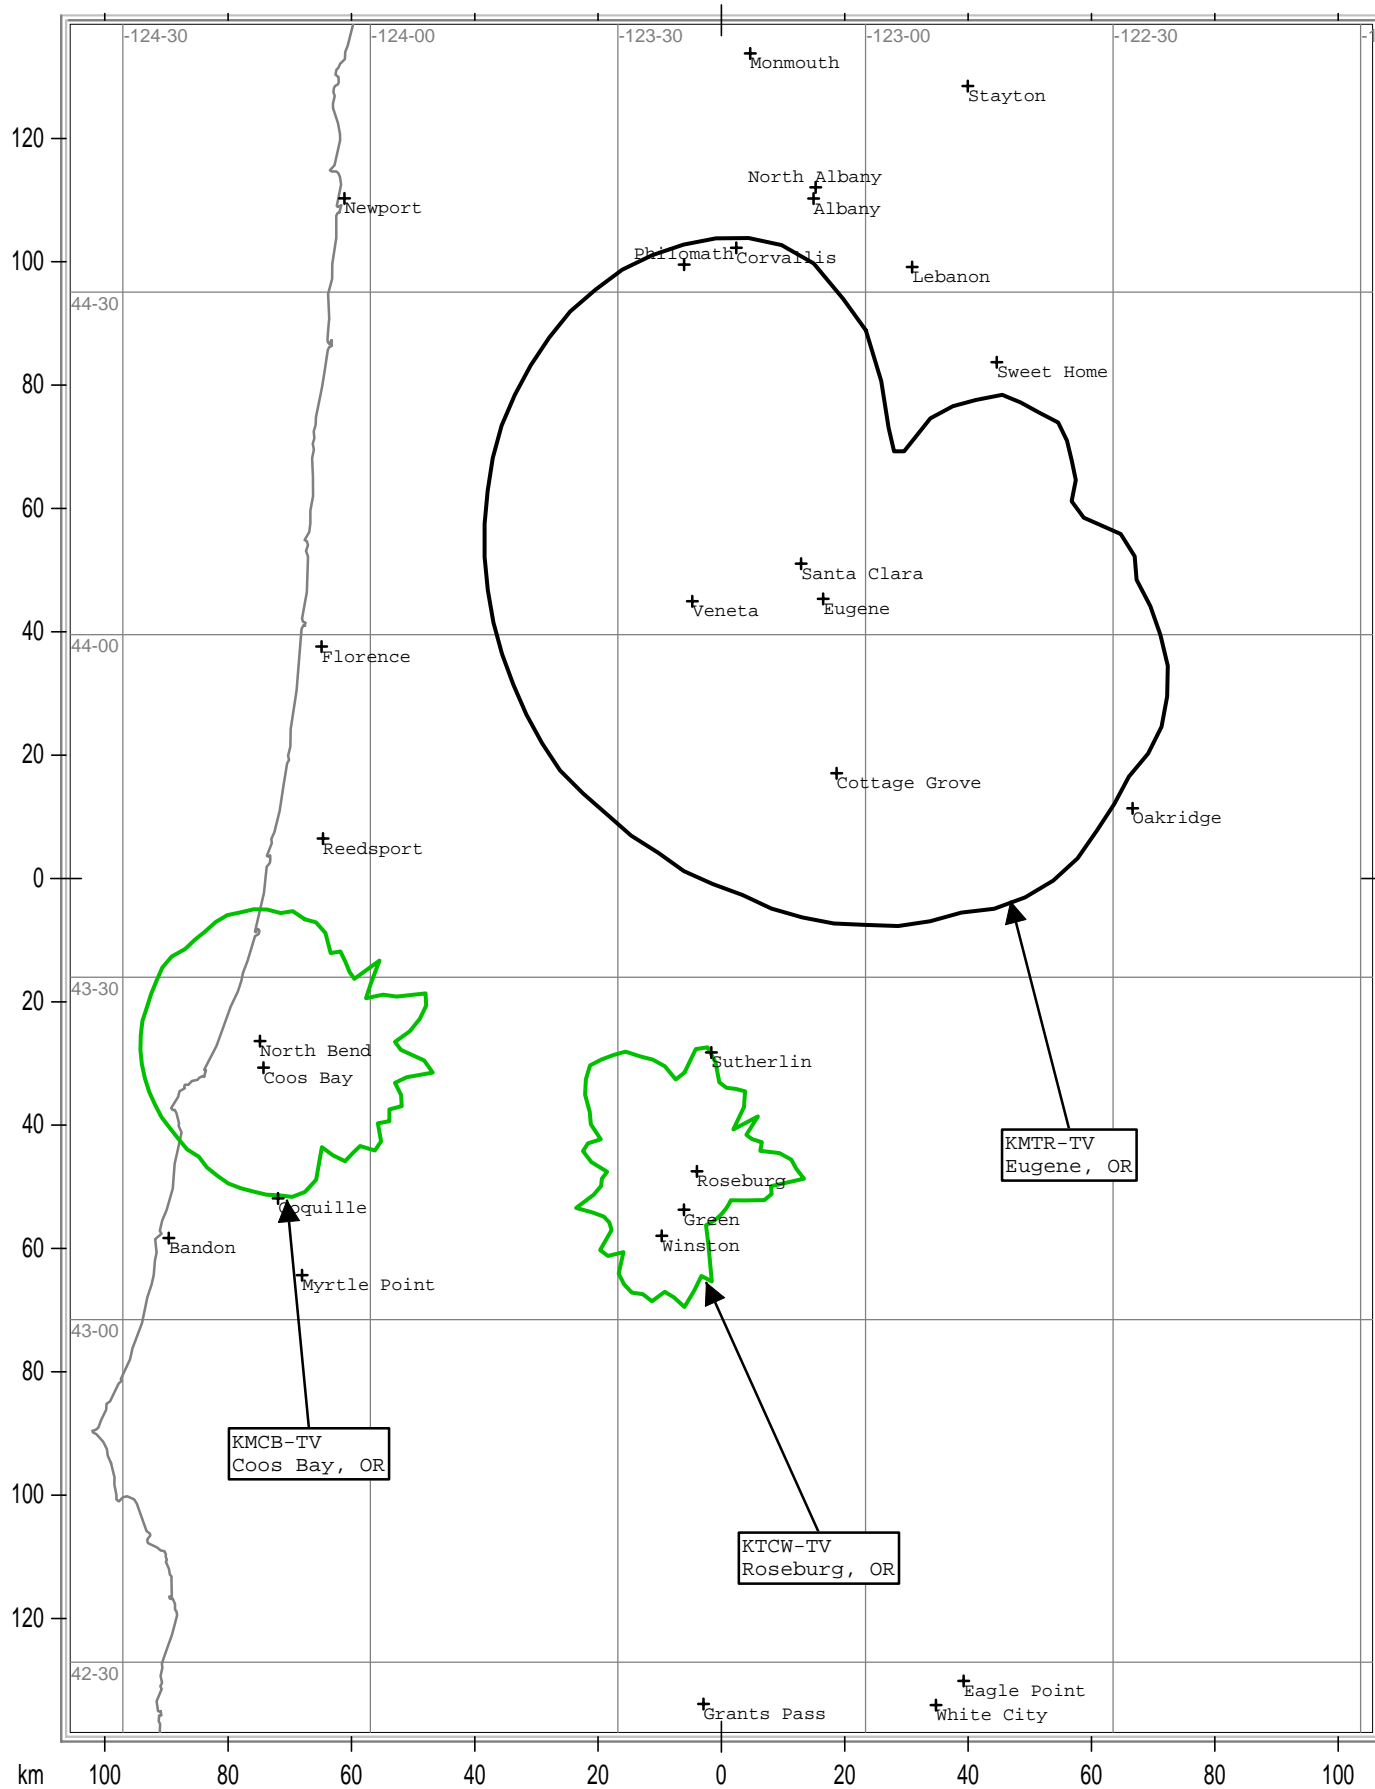 -124-30
-124-00
-123-30
-123-00
-122-30
-1
Monmouth
Stayton
120
North Albany
Newport
Albany
Philomath
Corvallis
100
Lebanon
44-30
Sweet Home
80
60
Santa Clara
Veneta
Eugene
40
44-00
Florence
20
Cottage Grove
Oakridge
Reedsport
0
43-30
20
North Bend
Sutherlin
Coos Bay
40
KMTR-TV
Eugene, OR
Roseburg
Coquille
Green
Bandon
Winston
60
Myrtle Point
43-00
80
KMCB-TV
Coos Bay, OR
100
KTCW-TV
Roseburg, OR
120
42-30
Eagle Point
Grants Pass
White City
km
100
80
60
40
20
0
20
40
60
80
100